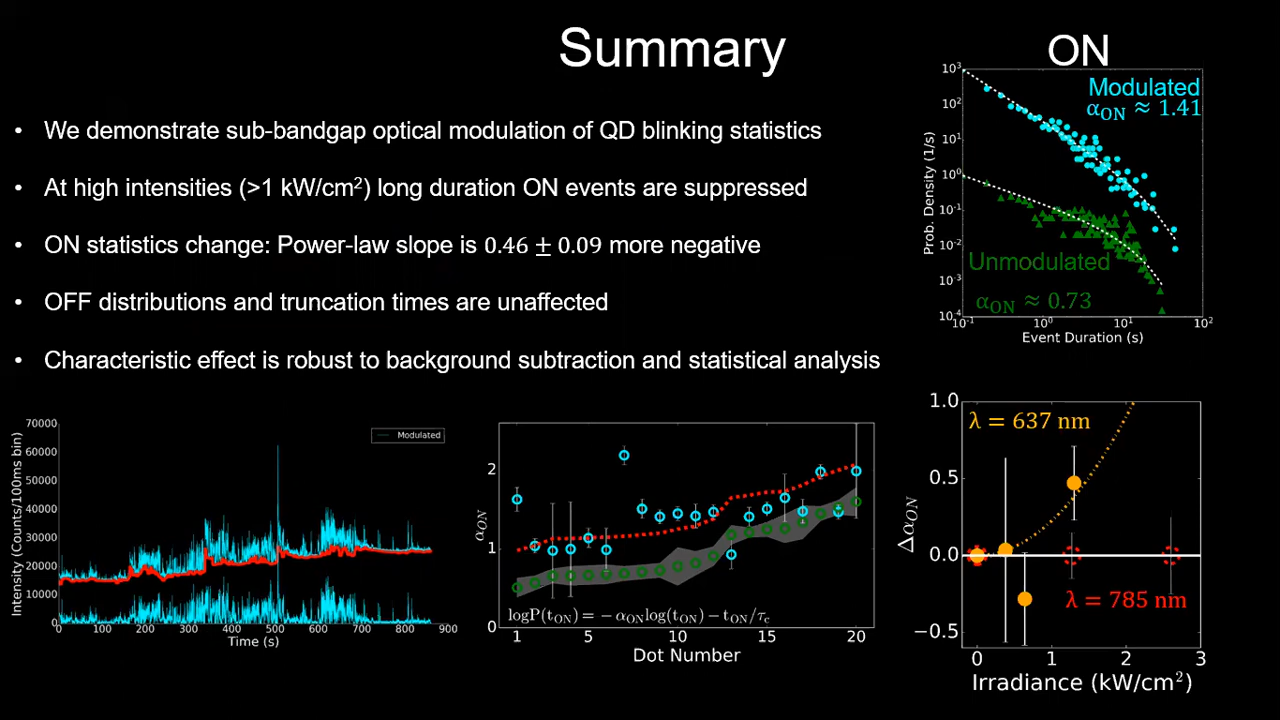 Summary
• We demonstrate sub-bandgap optical modulation of QD blinking statistics
• At high intensities (>1 kW/cm²) long duration ON events are suppressed
• ON statistics change: Power-law slope is 0.46 ± 0.09 more negative
• OFF distributions and truncation times are unaffected
• Characteristic effect is robust to background subtraction and statistical analysis
ON
Modulated
α_ON ≈ 1.41
Unmodulated
α_ON ≈ 0.73
Prob. Density (1/s)
10³
10²
10¹
10⁰
10⁻¹
10⁻²
10⁻³
10⁻⁴
10⁻¹ 10⁰ 10¹ 10²
Event Duration (s)
Intensity (Counts/100ms bin)
70000
60000
50000
40000
30000
20000
10000
0
Modulated
0 100 200 300 400 500 600 700 800 900
Time (s)
α_ON
2
1
0
logP(t_ON) = −α_ON log(t_ON) − t_ON/τ_c
1 5 10 15 20
Dot Number
Δα_ON
1.0
0.5
0.0
−0.5
λ = 637 nm
λ = 785 nm
0 1 2 3
Irradiance (kW/cm²)